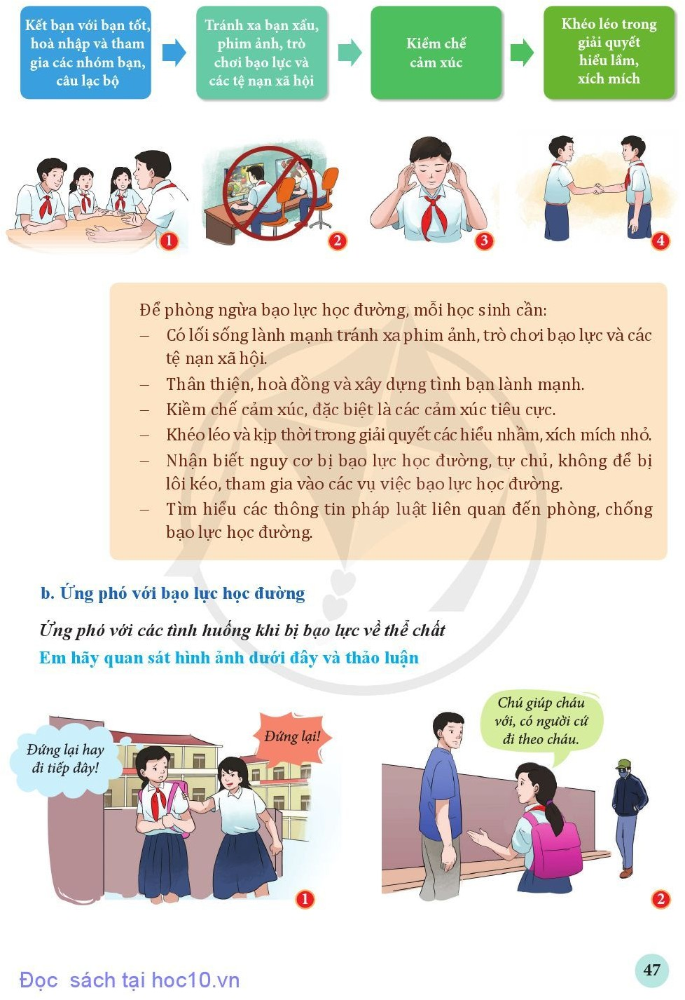 Kết bạn với bạn tốt,
hoà nhập và tham
gia các nhóm bạn,
câu lạc bộ
Tránh xa bạn xấu,
phim ảnh, trò
chơi bạo lực và
các tệ nạn xã hội
Kiềm chế
cảm xúc
Khéo léo trong
giải quyết
hiểu lầm,
xích mích
1
2
3
4
Để phòng ngừa bạo lực học đường, mỗi học sinh cần:
– Có lối sống lành mạnh tránh xa phim ảnh, trò chơi bạo lực và các
tệ nạn xã hội.
– Thân thiện, hoà đồng và xây dựng tình bạn lành mạnh.
– Kiềm chế cảm xúc, đặc biệt là các cảm xúc tiêu cực.
– Khéo léo và kịp thời trong giải quyết các hiểu nhầm, xích mích nhỏ.
– Nhận biết nguy cơ bị bạo lực học đường, tự chủ, không để bị
lôi kéo, tham gia vào các vụ việc bạo lực học đường.
– Tìm hiểu các thông tin pháp luật liên quan đến phòng, chống
bạo lực học đường.
b. Ứng phó với bạo lực học đường
Ứng phó với các tình huống khi bị bạo lực về thể chất
Em hãy quan sát hình ảnh dưới đây và thảo luận
Đứng lại hay
đi tiếp đây!
Đứng lại!
1
Chú giúp cháu
với, có người cứ
đi theo cháu.
2
47
Đọc sách tại hoc10.vn